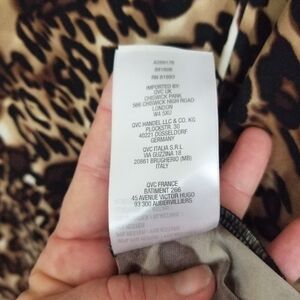 IMPORTED BY:
QVC UK
CHISWICK PARK
566 CHISWICK HIGH ROAD
LONDON
W4 5XU
QVC HANDEL LLC & CO. KG
PLOCKSTR. 30
40221 DÜSSELDORF
GERMANY
QVC ITALIA S.R.L
VIA GUZZINA 18
20861 BRUGHERIO (MB)
ITALY
QVC FRANCE
BATIMENT 266
45 AVENUE VICTOR HUGO
93 300 AUBERVILLIERS